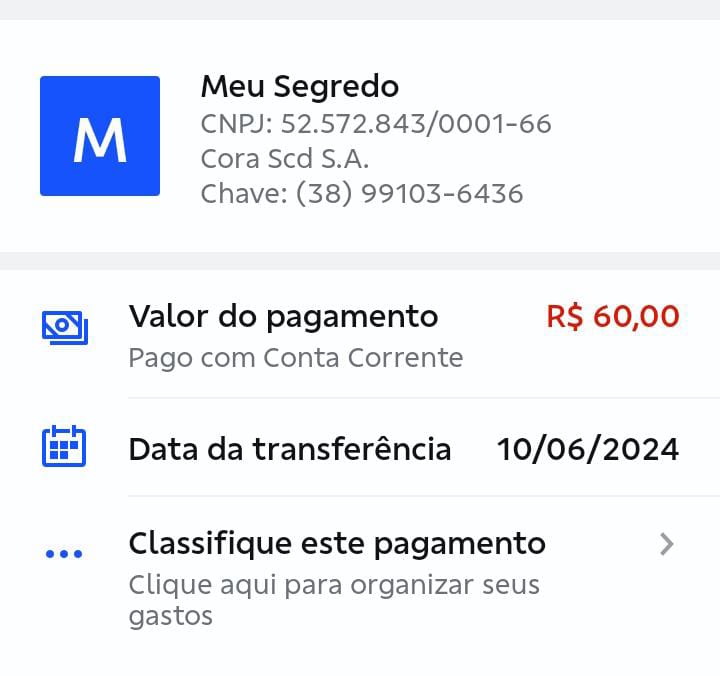 M
Meu Segredo
CNPJ: 52.572.843/0001-66
Cora Scd S.A.
Chave: (38) 99103-6436
Valor do pagamento R$ 60,00
Pago com Conta Corrente
Data da transferência 10/06/2024
Classifique este pagamento
Clique aqui para organizar seus
gastos